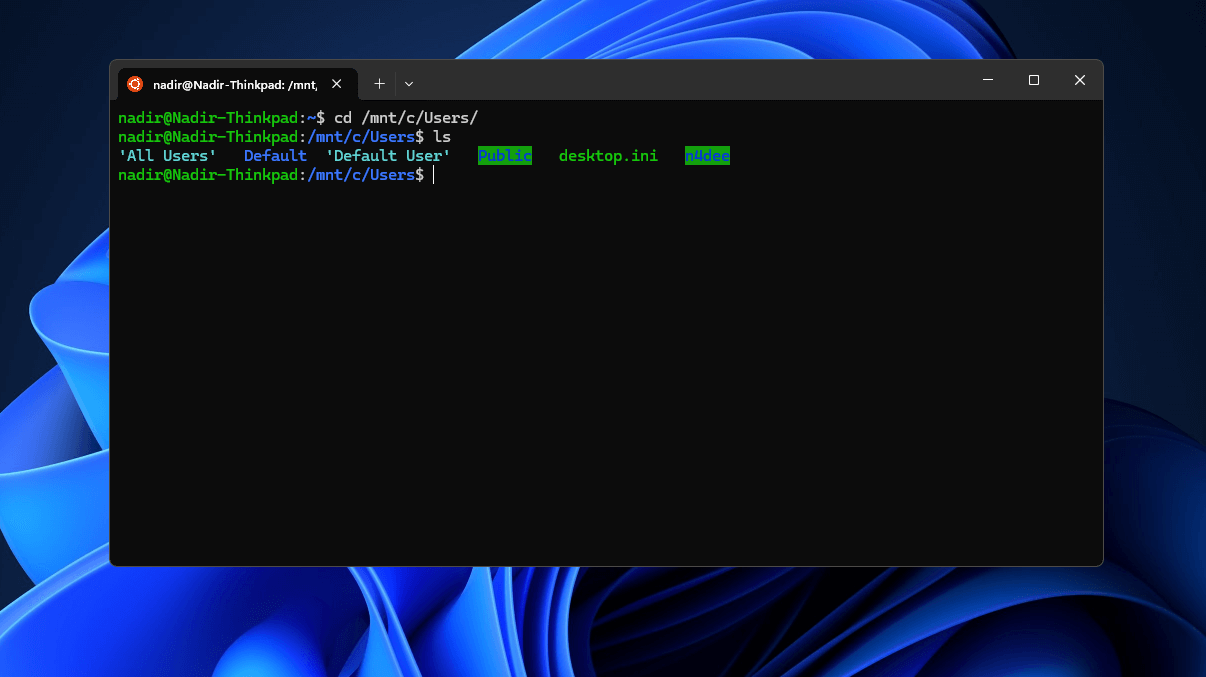 nadir@Nadir-Thinkpad: /mnt,
nadir@Nadir-Thinkpad:~$ cd /mnt/c/Users/
nadir@Nadir-Thinkpad:/mnt/c/Users$ ls
'All Users'   Default  'Default User'   Public   desktop.ini   n4dee
nadir@Nadir-Thinkpad:/mnt/c/Users$